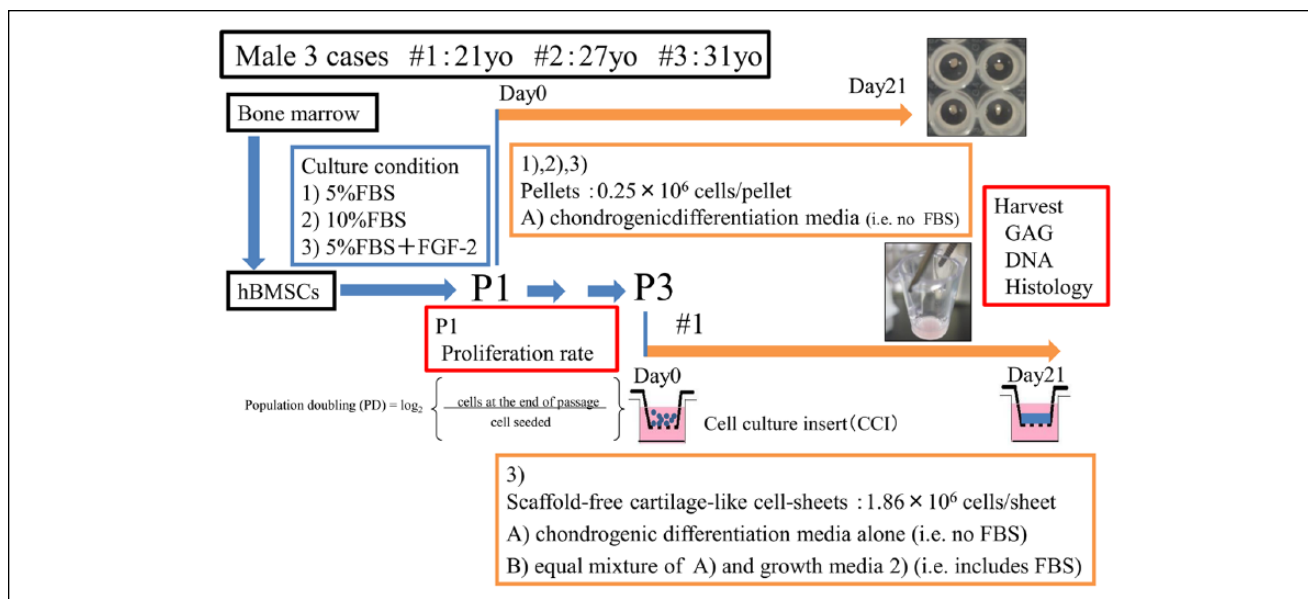 Male 3 cases #1:21yo #2:27yo #3:31yo
Day0
Day21
Bone marrow
Culture condition
1) 5%FBS
2) 10%FBS
3) 5%FBS+FGF-2
1),2),3)
Pellets :0.25×10⁶ cells/pellet
A) chondrogenicdifferentiation media (i.e. no FBS)
Harvest
GAG
DNA
Histology
hBMSCs
P1
P3
#1
P1
Proliferation rate
Day0
Day21
Population doubling (PD) = log₂ { cells at the end of passage
cell seeded }
Cell culture insert(CCI)
3)
Scaffold-free cartilage-like cell-sheets :1.86×10⁶ cells/sheet
A) chondrogenic differentiation media alone (i.e. no FBS)
B) equal mixture of A) and growth media 2) (i.e. includes FBS)